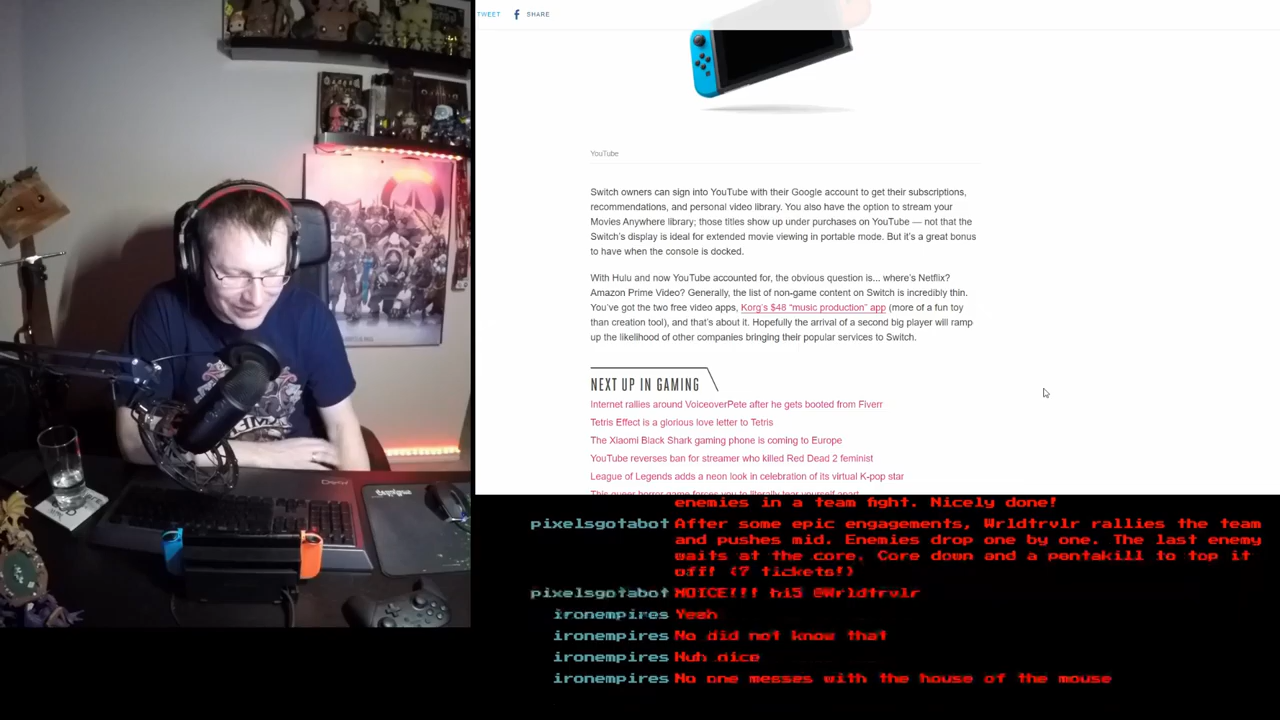 TWEET
SHARE
YouTube
Switch owners can sign into YouTube with their Google account to get their subscriptions,
recommendations, and personal video library. You also have the option to stream your
Movies Anywhere library; those titles show up under purchases on YouTube — not that the
Switch's display is ideal for extended movie viewing in portable mode. But it's a great bonus
to have when the console is docked.
With Hulu and now YouTube accounted for, the obvious question is... where's Netflix?
Amazon Prime Video? Generally, the list of non-game content on Switch is incredibly thin.
You've got the two free video apps, Korg's $48 “music production” app (more of a fun toy
than creation tool), and that's about it. Hopefully the arrival of a second big player will ramp
up the likelihood of other companies bringing their popular services to Switch.
NEXT UP IN GAMING
Internet rallies around VoiceoverPete after he gets booted from Fiverr
Tetris Effect is a glorious love letter to Tetris
The Xiaomi Black Shark gaming phone is coming to Europe
YouTube reverses ban for streamer who killed Red Dead 2 feminist
League of Legends adds a neon look in celebration of its virtual K-pop star
This queer horror game forces you to literally tear yourself apart
enemies in a team fight. Nicely done!
pixelsgotabot After some epic engagements, Wrldtrvlr rallies the team
and pushes mid. Enemies drop one by one. The last enemy
waits at the core. Core down and a pentakill to top it
off! (7 tickets!)
pixelsgotabot NOICE!!! hi5 @Wrldtrvlr
ironempires Yeah
ironempires No did not know that
ironempires Huh nice
ironempires No one messes with the house of the mouse